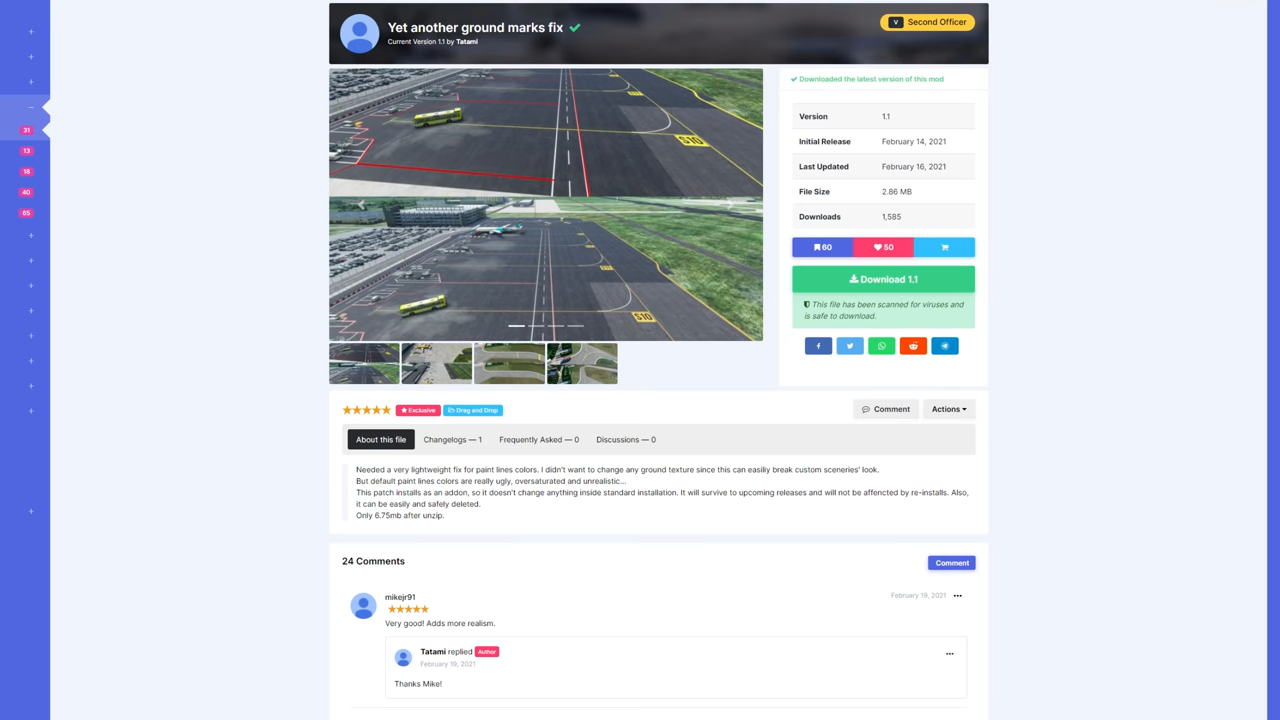 Yet another ground marks fix
Current Version 1.1 by Tatami
V Second Officer
Downloaded the latest version of this mod
Version 1.1
Initial Release February 14, 2021
Last Updated February 16, 2021
File Size 2.86 MB
Downloads 1,585
60 50
Download 1.1
This file has been scanned for viruses and
is safe to download.
S10
S10
31
13
18
40
65
Exclusive Drag and Drop
Comment Actions
About this file Changelogs — 1 Frequently Asked — 0 Discussions — 0
Needed a very lightweight fix for paint lines colors. I didn't want to change any ground texture since this can easiliy break custom sceneries' look.
But default paint lines colors are really ugly, oversaturated and unrealistic...
This patch installs as an addon, so it doesn't change anything inside standard installation. It will survive to upcoming releases and will not be affencted by re-installs. Also,
it can be easily and safely deleted.
Only 6.75mb after unzip.
24 Comments
Comment
mikejr91
February 19, 2021
Very good! Adds more realism.
Tatami replied Author
February 19, 2021
Thanks Mike!